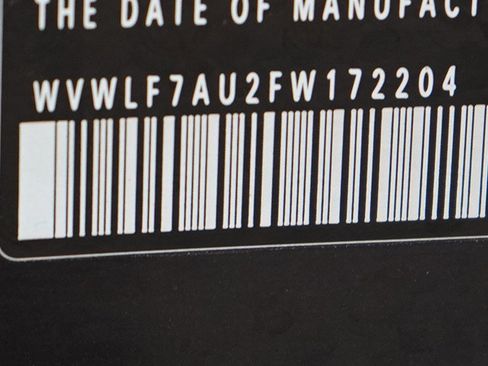 THE DATE OF MANUFACT
WVWLF7AU2FW172204